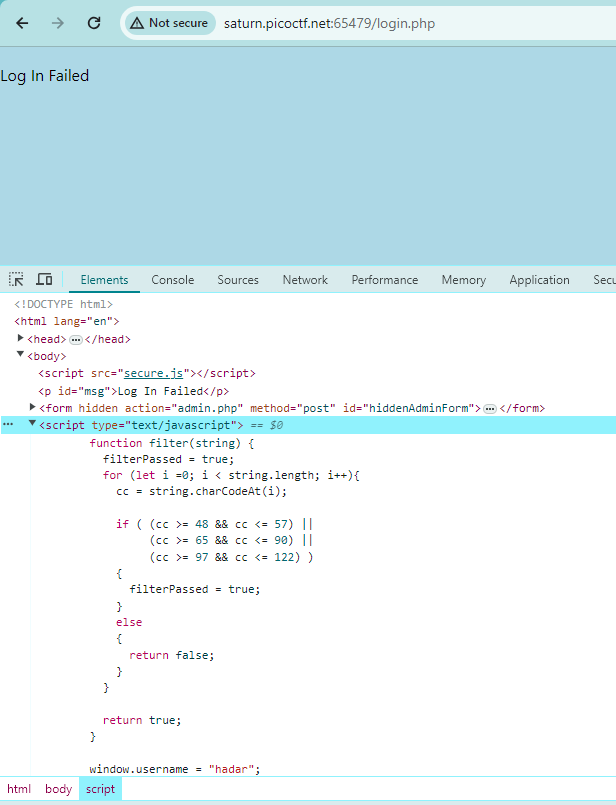 Not secure saturn.picoctf.net:65479/login.php
Log In Failed
Elements Console Sources Network Performance Memory Application Secu
<!DOCTYPE html>
<html lang="en">
<head> ••• </head>
<body>
<script src="secure.js"></script>
<p id="msg">Log In Failed</p>
<form hidden action="admin.php" method="post" id="hiddenAdminForm"> ••• </form>
••• <script type="text/javascript"> == $0
function filter(string) {
filterPassed = true;
for (let i =0; i < string.length; i++){
cc = string.charCodeAt(i);
if ( (cc >= 48 && cc <= 57) ||
(cc >= 65 && cc <= 90) ||
(cc >= 97 && cc <= 122) )
{
filterPassed = true;
}
else
{
return false;
}
}
return true;
}
window.username = "hadar";
html body script